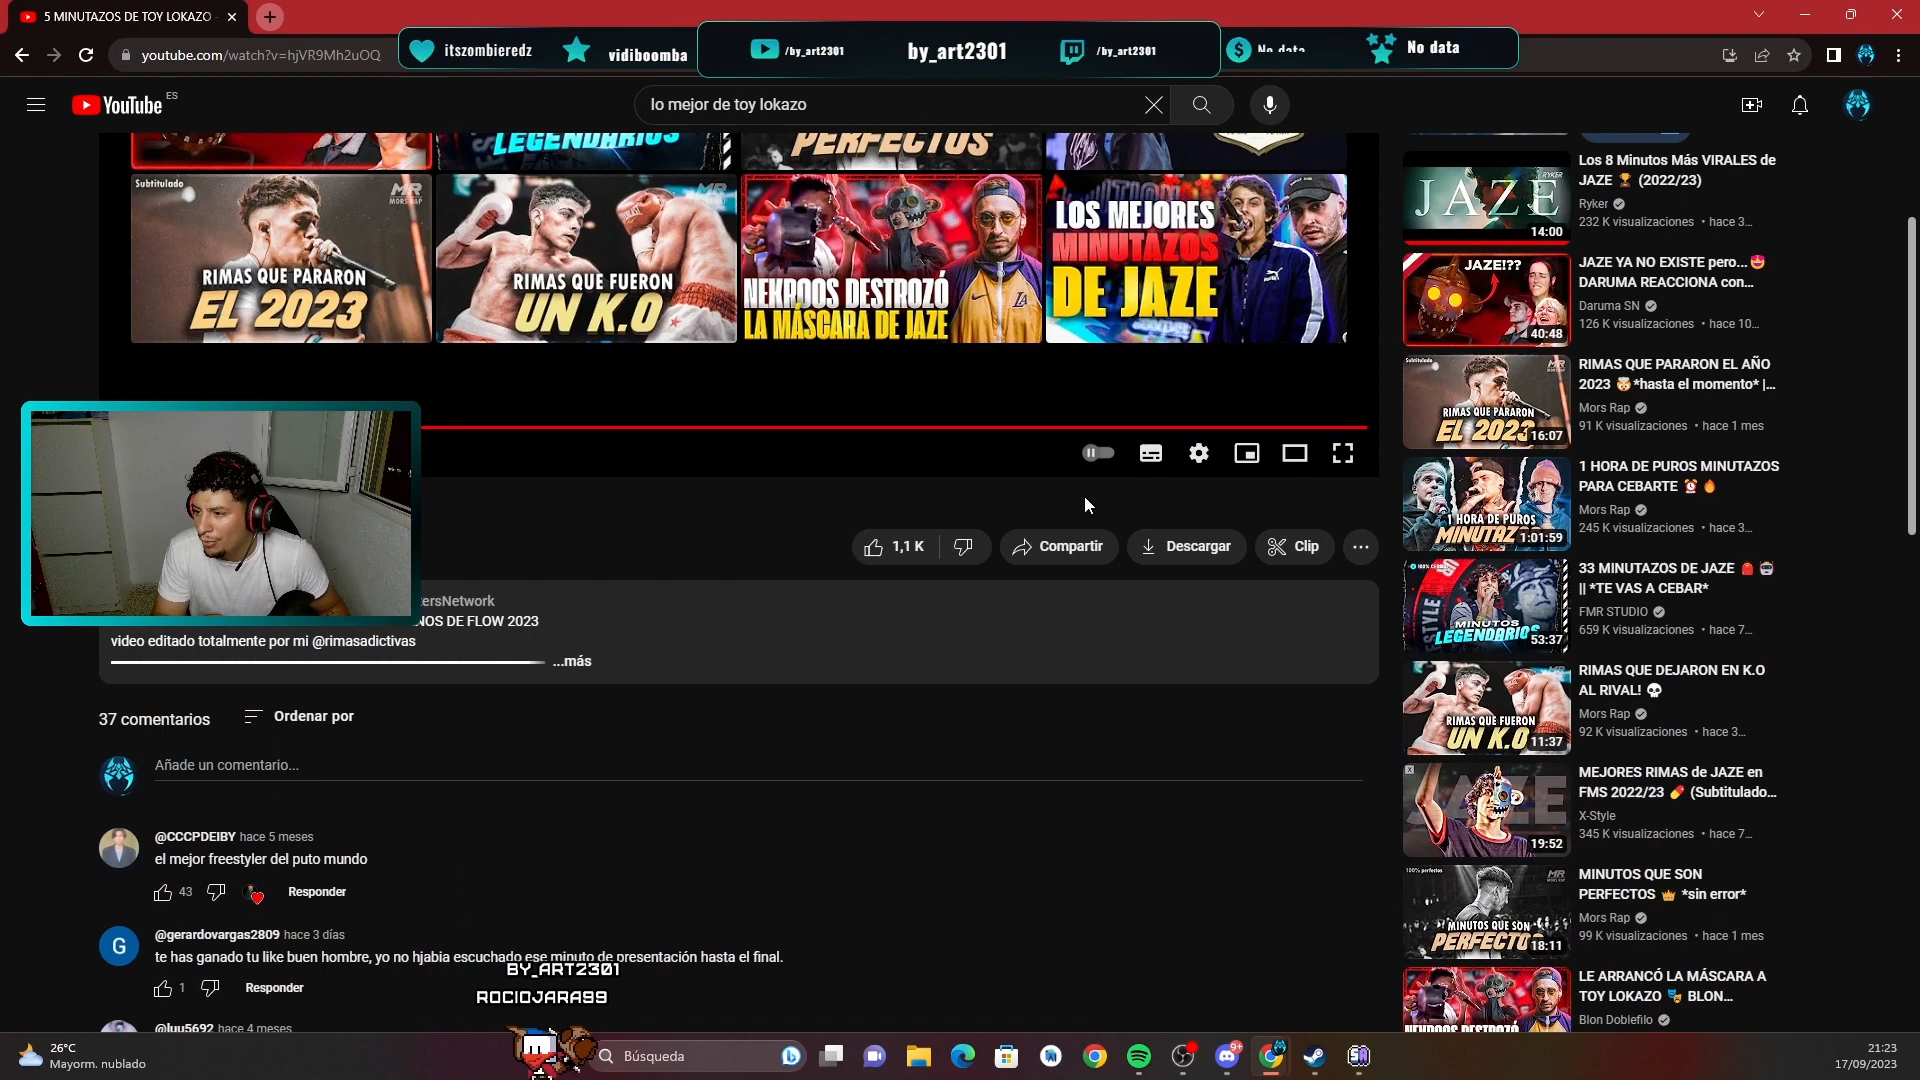 5 MINUTAZOS DE TOY LOKAZO
youtube.com/watch?v=hjVR9Mh2uOQ
itszombieredz
vidiboomba
/by_art2301
by_art2301
/by_art2301
No data
No data
YouTube ES
lo mejor de toy lokazo
LEGENDARIOS
PERFECTOS
Subtitulado
MR
MORS RAP
RIMAS QUE PARARON
EL 2023
MR
MORS RAP
RIMAS QUE FUERON
UN K.O
NEKROOS DESTROZÓ
LA MÁSCARA DE JAZE
LOS MEJORES
MINUTAZOS
DE JAZE
1,1 K
Compartir
Descargar
Clip
tersNetwork
NOS DE FLOW 2023
video editado totalmente por mi @rimasadictivas
...más
37 comentarios
Ordenar por
Añade un comentario...
@CCCPDEIBY hace 5 meses
el mejor freestyler del puto mundo
43
Responder
G
@gerardovargas2809 hace 3 días
te has ganado tu like buen hombre, yo no hjabia escuchado ese minuto de presentación hasta el final.
1
Responder
@luu5692 hace 4 meses
BY_ART2301
ROCIOJARA99
JAZE
RYKER
14:00
Los 8 Minutos Más VIRALES de
JAZE 🏆 (2022/23)
Ryker
232 K visualizaciones • hace 3...
JAZE!??
40:48
JAZE YA NO EXISTE pero...😍
DARUMA REACCIONA con...
Daruma SN
126 K visualizaciones • hace 10...
Subtitulado
MR
RIMAS QUE PARARON
EL 2023
16:07
RIMAS QUE PARARON EL AÑO
2023 🤯*hasta el momento* |...
Mors Rap
91 K visualizaciones • hace 1 mes
1 HORA DE PUROS
MINUTAZ
1:01:59
1 HORA DE PUROS MINUTAZOS
PARA CEBARTE ⏰🔥
Mors Rap
245 K visualizaciones • hace 3...
MINUTOS
LEGENDARIOS
53:37
33 MINUTAZOS DE JAZE
|| *TE VAS A CEBAR*
FMR STUDIO
659 K visualizaciones • hace 7...
RIMAS QUE FUERON
UN K.O
11:37
RIMAS QUE DEJARON EN K.O
AL RIVAL! 💀
Mors Rap
92 K visualizaciones • hace 3...
JAZE
19:52
MEJORES RIMAS de JAZE en
FMS 2022/23 (Subtitulado...
X-Style
345 K visualizaciones • hace 7...
100% perfectos
MR
MORS RAP
MINUTOS QUE SON
PERFECTO
18:11
MINUTOS QUE SON
PERFECTOS 👑 *sin error*
Mors Rap
99 K visualizaciones • hace 1 mes
NEKROOS DESTROZÓ
LE ARRANCÓ LA MÁSCARA A
TOY LOKAZO 🎭 BLON...
Blon Doblefilo
26°C
Mayorm. nublado
Búsqueda
9+
21:23
17/09/2023